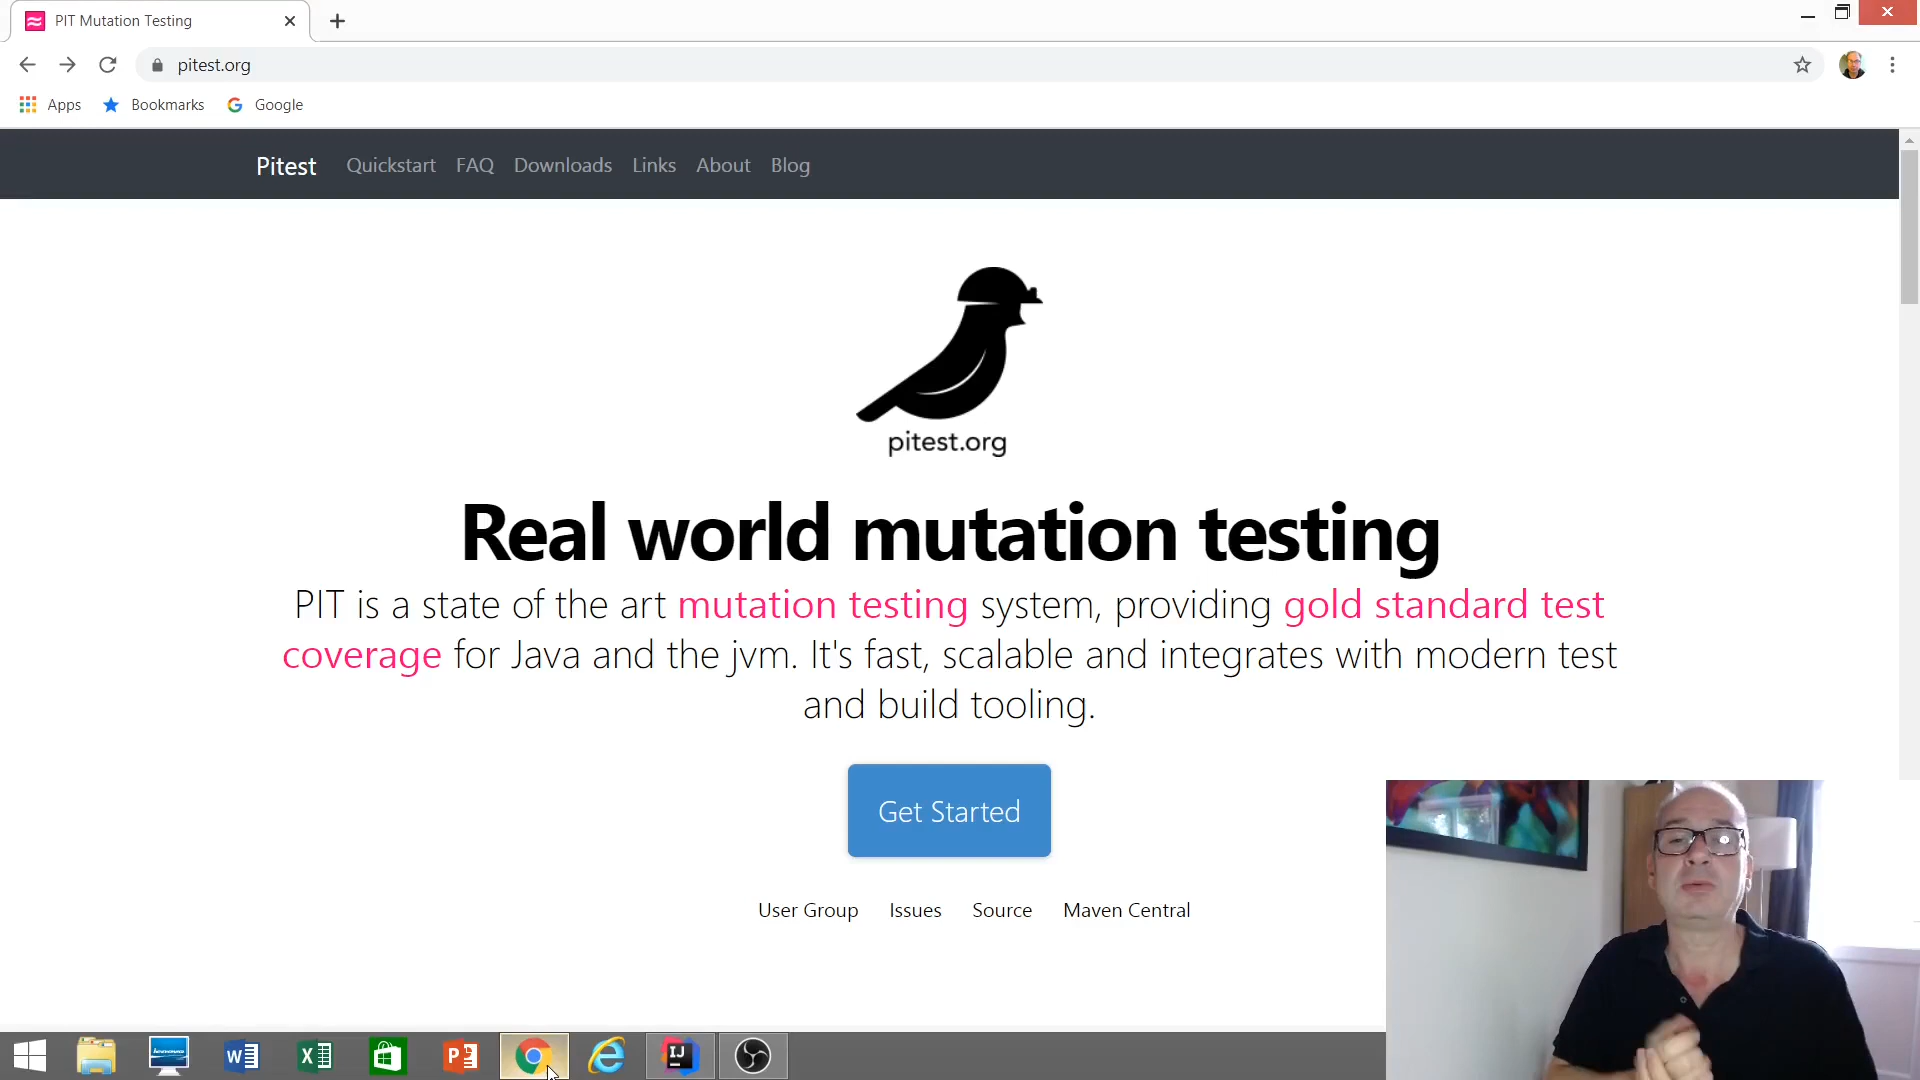 PIT Mutation Testing
pitest.org
Apps Bookmarks Google
Pitest Quickstart FAQ Downloads Links About Blog
pitest.org
Real world mutation testing
PIT is a state of the art mutation testing system, providing gold standard test
coverage for Java and the jvm. It's fast, scalable and integrates with modern test
and build tooling.
Get Started
User Group Issues Source Maven Central
lenovo
W X P IJ